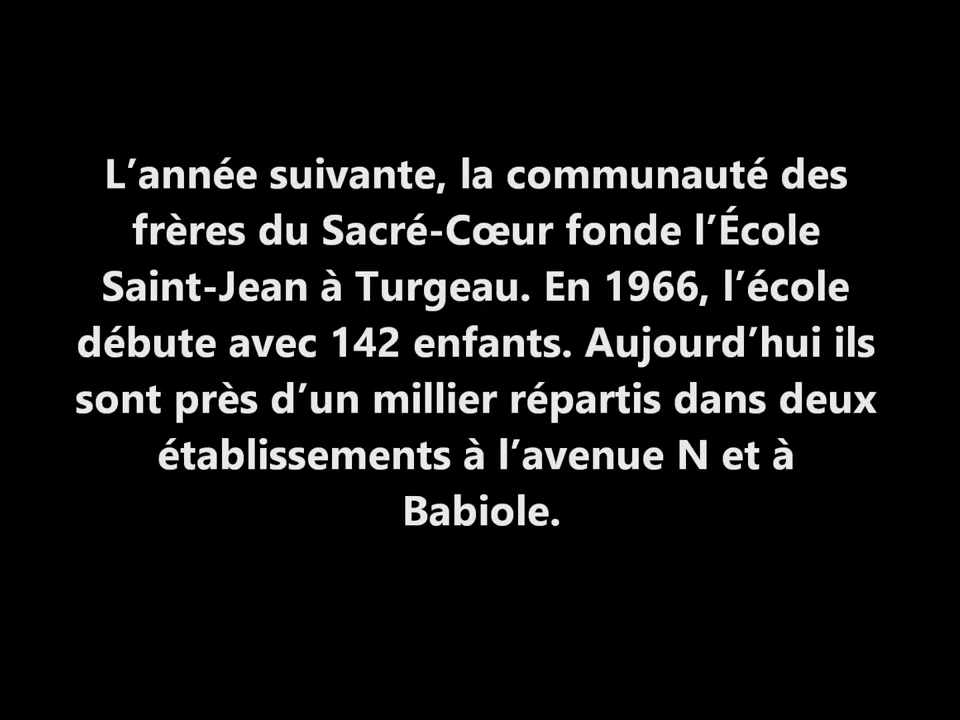 L’année suivante, la communauté des
frères du Sacré-Cœur fonde l’École
Saint-Jean à Turgeau. En 1966, l’école
débute avec 142 enfants. Aujourd’hui ils
sont près d’un millier répartis dans deux
établissements à l’avenue N et à
Babiole.